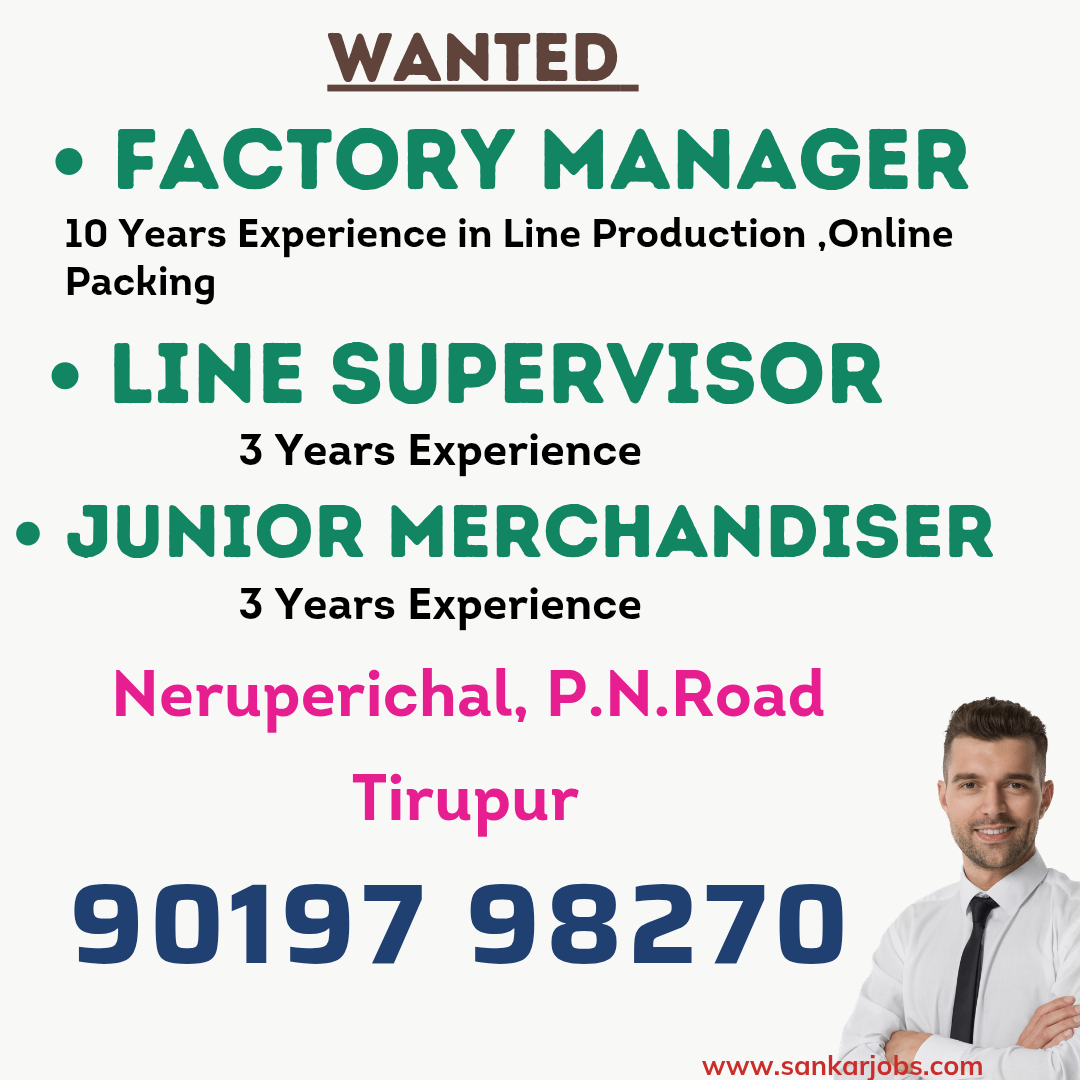 WANTED
• FACTORY MANAGER
10 Years Experience in Line Production ,Online
Packing
• LINE SUPERVISOR
3 Years Experience
• JUNIOR MERCHANDISER
3 Years Experience
Neruperichal, P.N.Road
Tirupur
90197 98270
www.sankarjobs.com